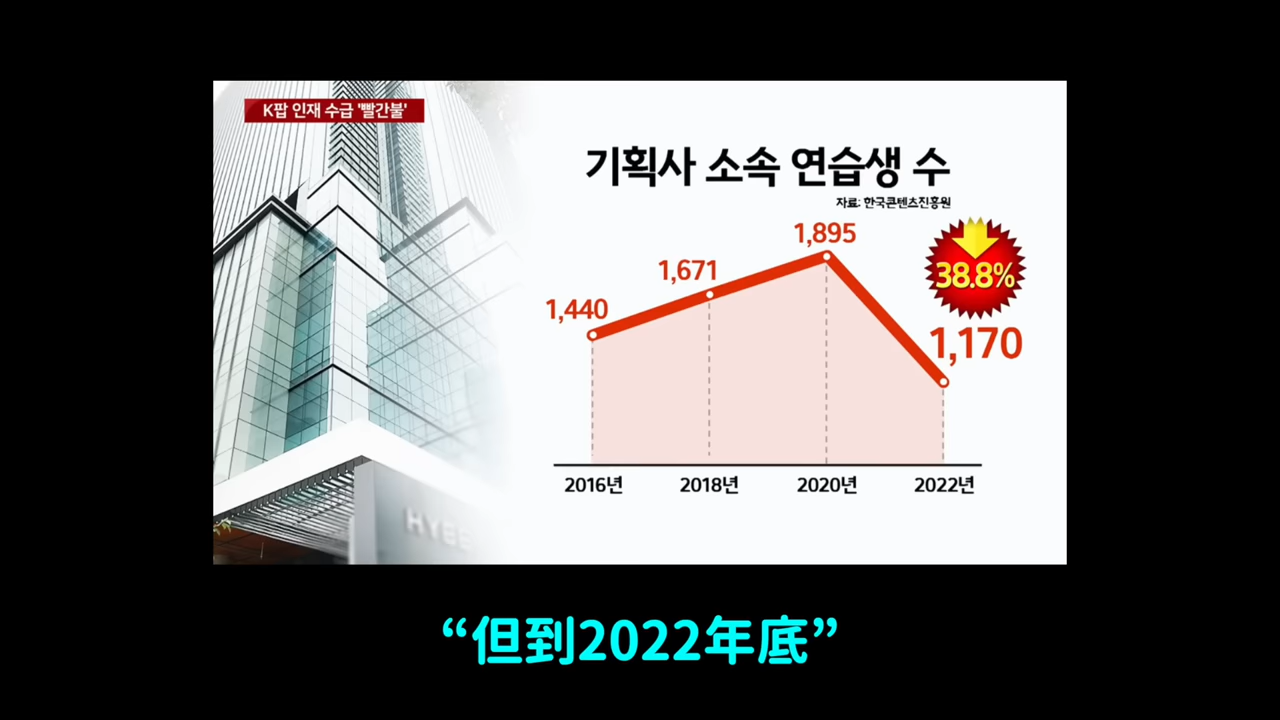 K팝 인재 수급 '빨간불'
기획사 소속 연습생 수
자료: 한국콘텐츠진흥원
1,440
1,671
1,895
38.8%
1,170
2016년
2018년
2020년
2022년
“但到2022年底”